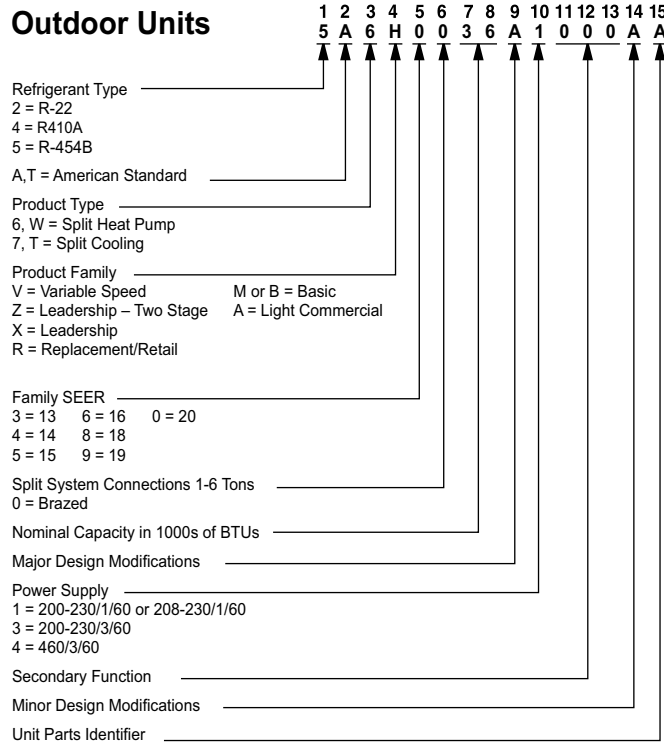 Outdoor Units
1 2 3 4 5 6 7 8 9 10 11 12 13 14 15
5 A 6 H 0 0 3 6 A 1 0 0 0 A A
Refrigerant Type
2 = R-22
4 = R410A
5 = R-454B
A,T = American Standard
Product Type
6, W = Split Heat Pump
7, T = Split Cooling
Product Family
V = Variable Speed M or B = Basic
Z = Leadership – Two Stage A = Light Commercial
X = Leadership
R = Replacement/Retail
Family SEER
3 = 13 6 = 16 0 = 20
4 = 14 8 = 18
5 = 15 9 = 19
Split System Connections 1-6 Tons
0 = Brazed
Nominal Capacity in 1000s of BTUs
Major Design Modifications
Power Supply
1 = 200-230/1/60 or 208-230/1/60
3 = 200-230/3/60
4 = 460/3/60
Secondary Function
Minor Design Modifications
Unit Parts Identifier